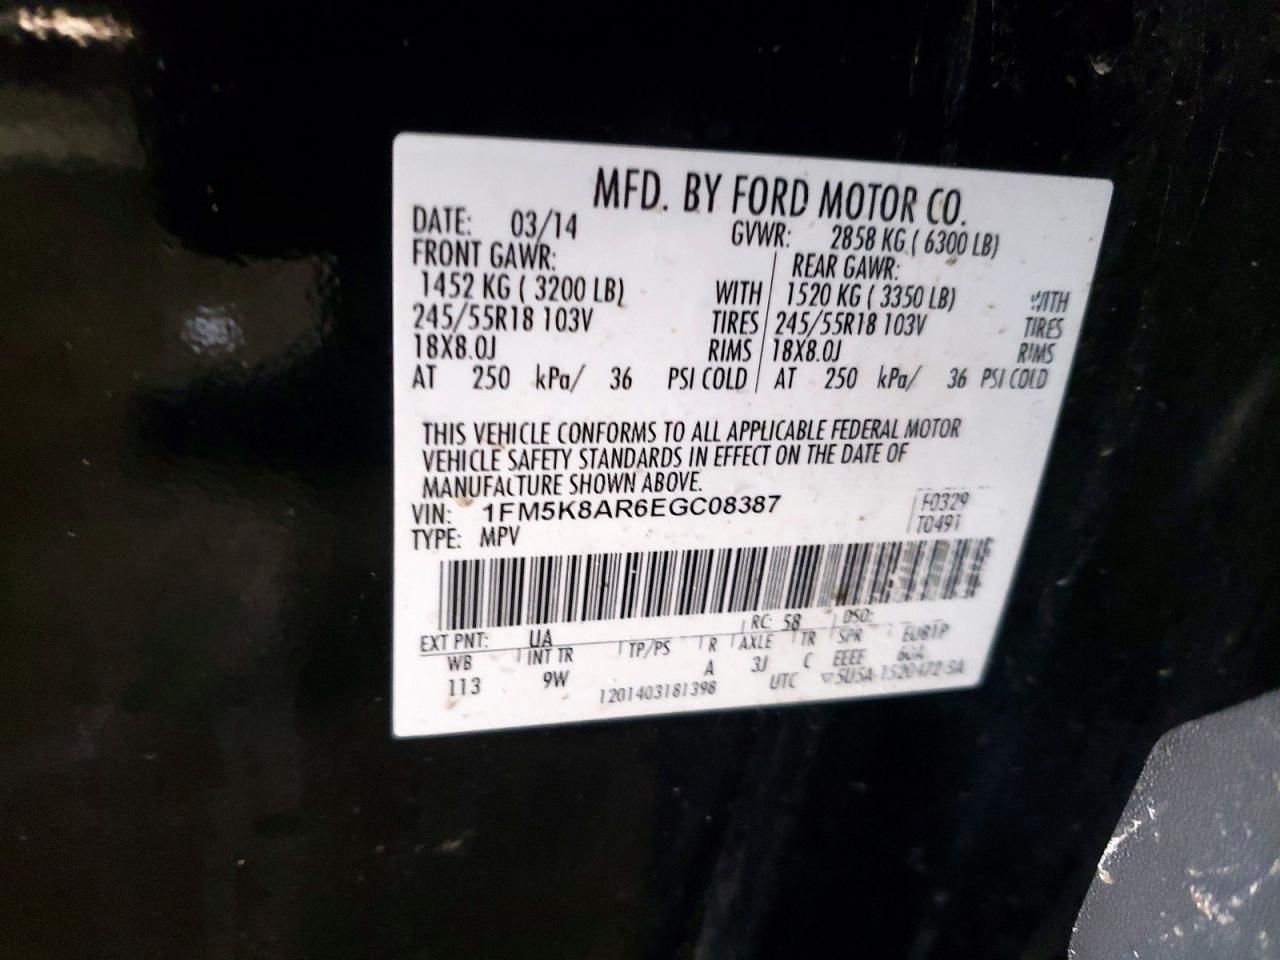 MFD. BY FORD MOTOR CO.
DATE: 03/14 GVWR: 2858 KG ( 6300 LB)
FRONT GAWR: REAR GAWR:
1452 KG ( 3200 LB) WITH 1520 KG ( 3350 LB) WITH
245/55R18 103V TIRES 245/55R18 103V TIRES
18X8.0J RIMS 18X8.0J RIMS
AT 250 kPa/ 36 PSI COLD AT 250 kPa/ 36 PSI COLD
THIS VEHICLE CONFORMS TO ALL APPLICABLE FEDERAL MOTOR
VEHICLE SAFETY STANDARDS IN EFFECT ON THE DATE OF
MANUFACTURE SHOWN ABOVE.
VIN: 1FM5K8AR6EGC08387 F0329
TYPE: MPV T0491
EXT PNT: UA RC: 58 DSO:
WB INT TR TP/PS R AXLE TR SPR
113 9W A 3J C EEEE
1201403181398 UTC